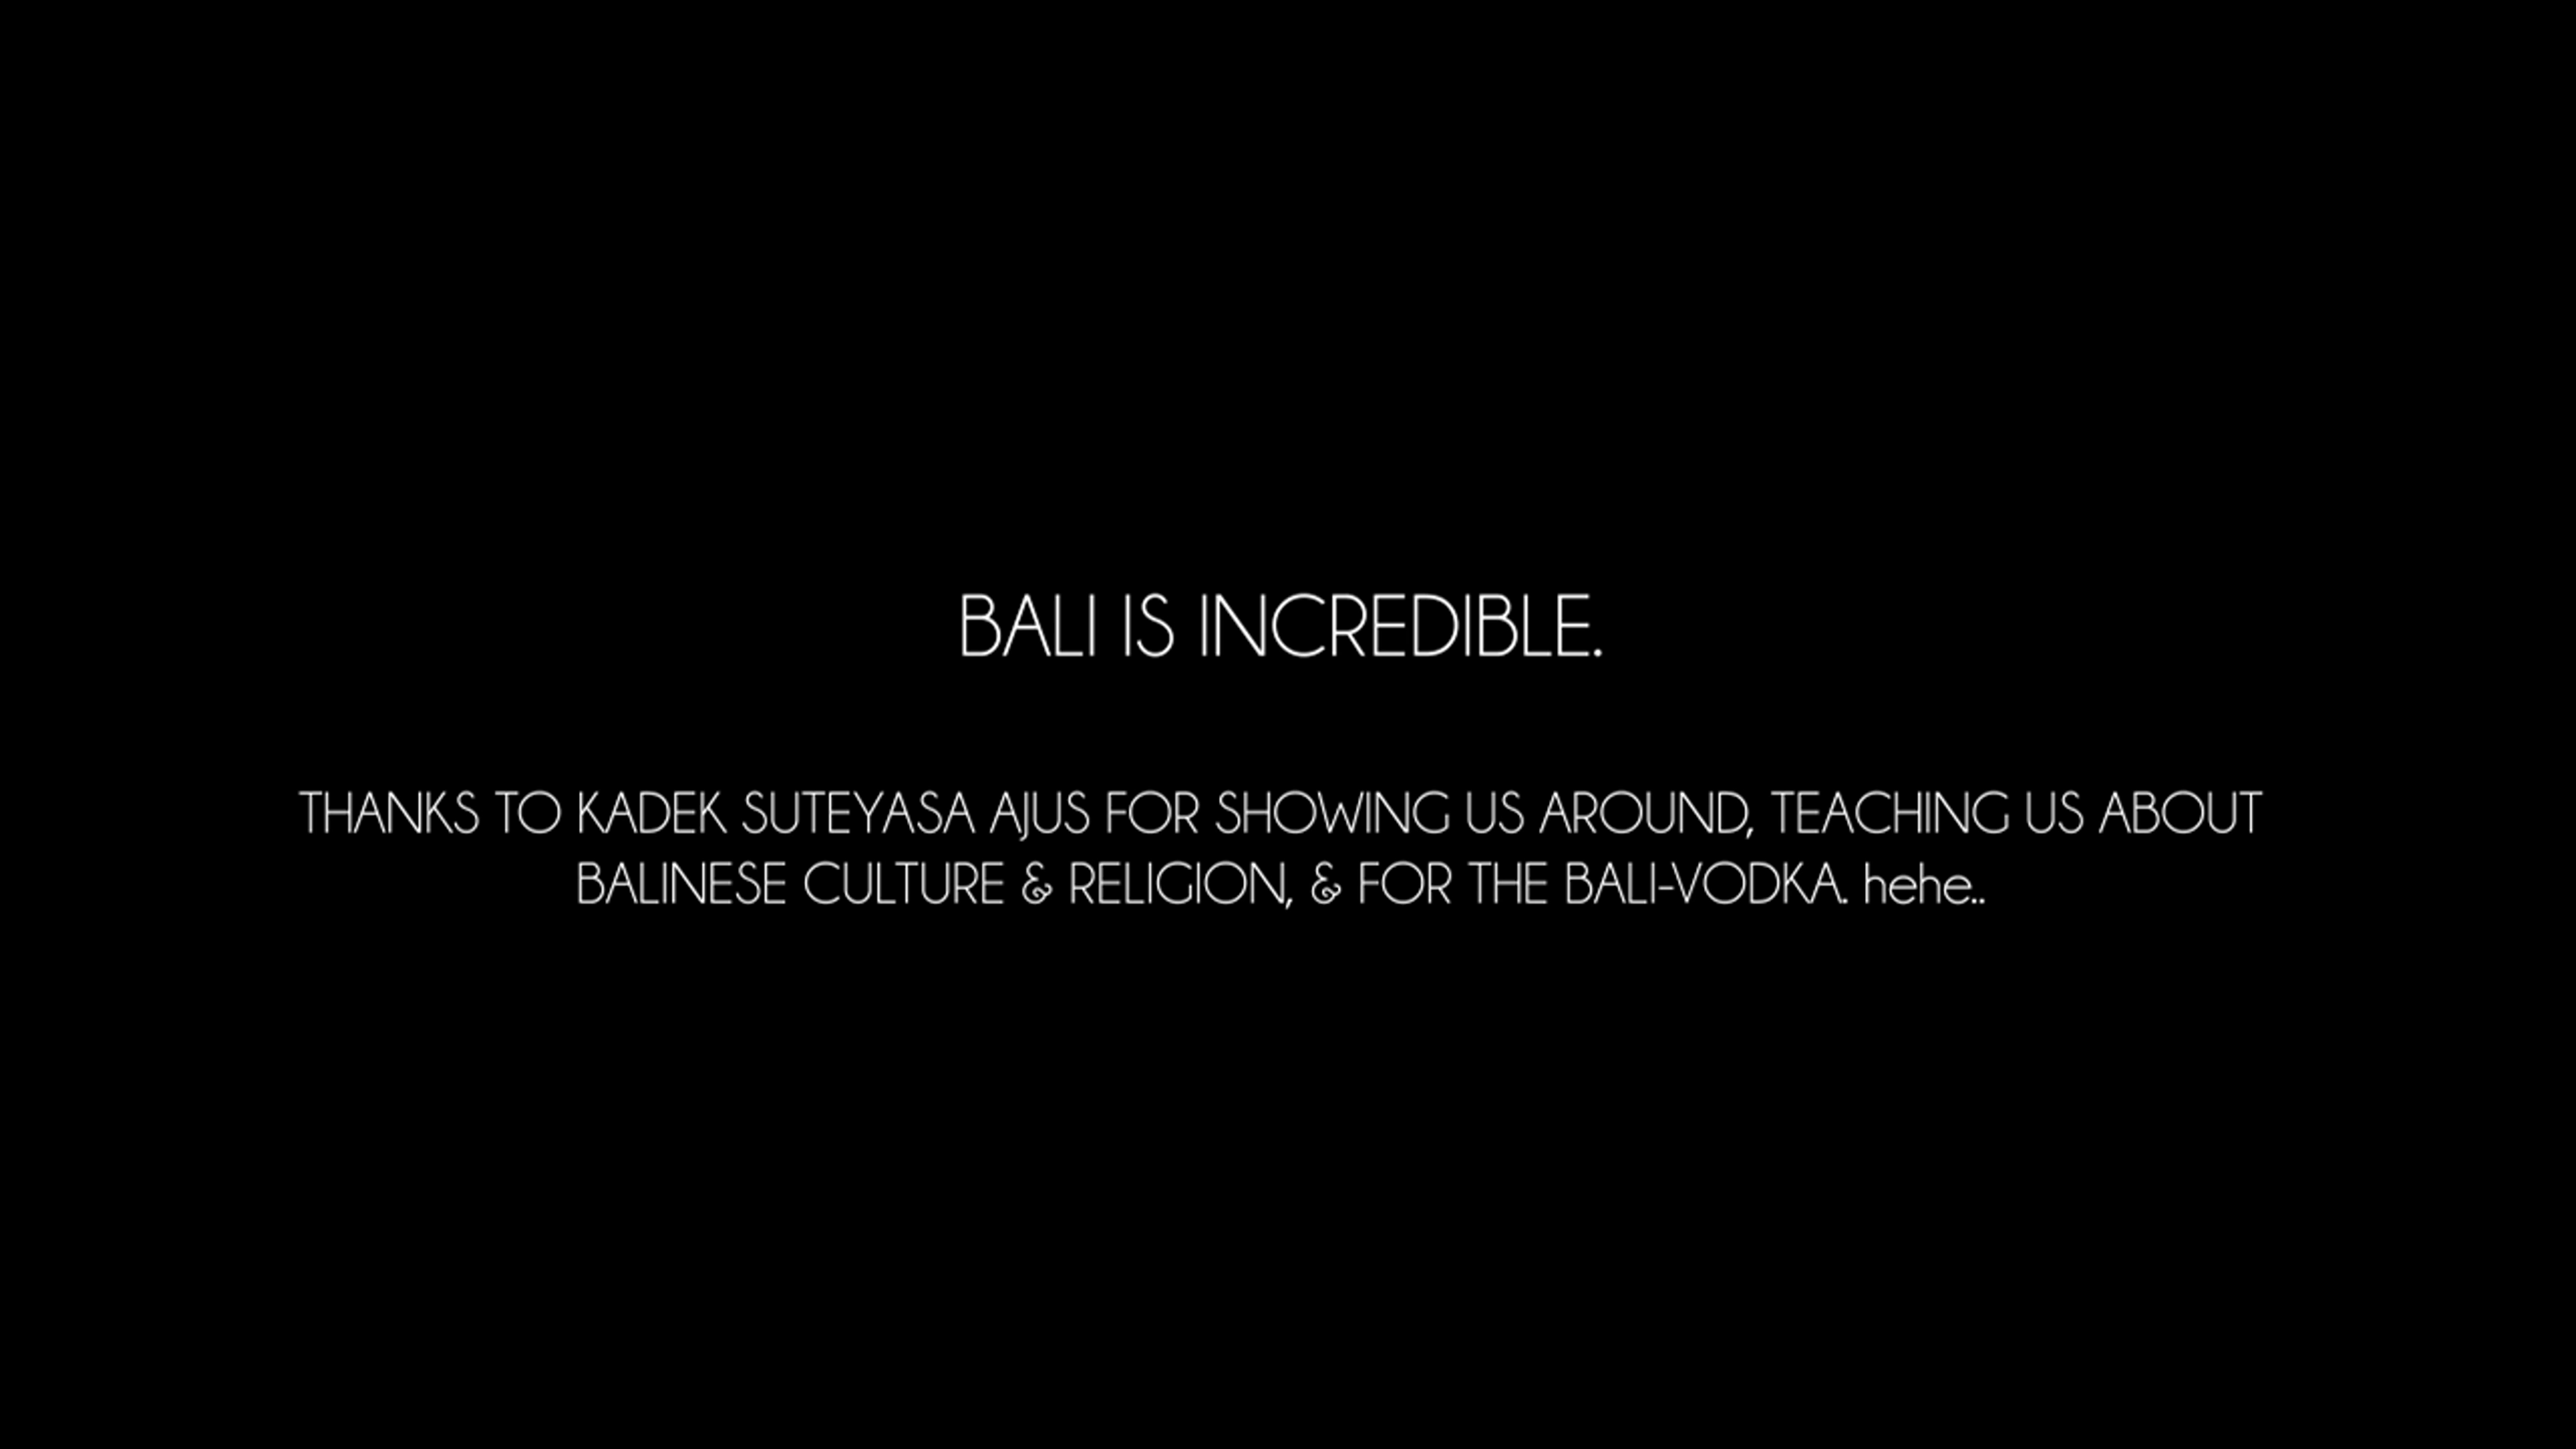 BALI IS INCREDIBLE.
THANKS TO KADEK SUTEYASA AJUS FOR SHOWING US AROUND, TEACHING US ABOUT
BALINESE CULTURE & RELIGION, & FOR THE BALI-VODKA. hehe..